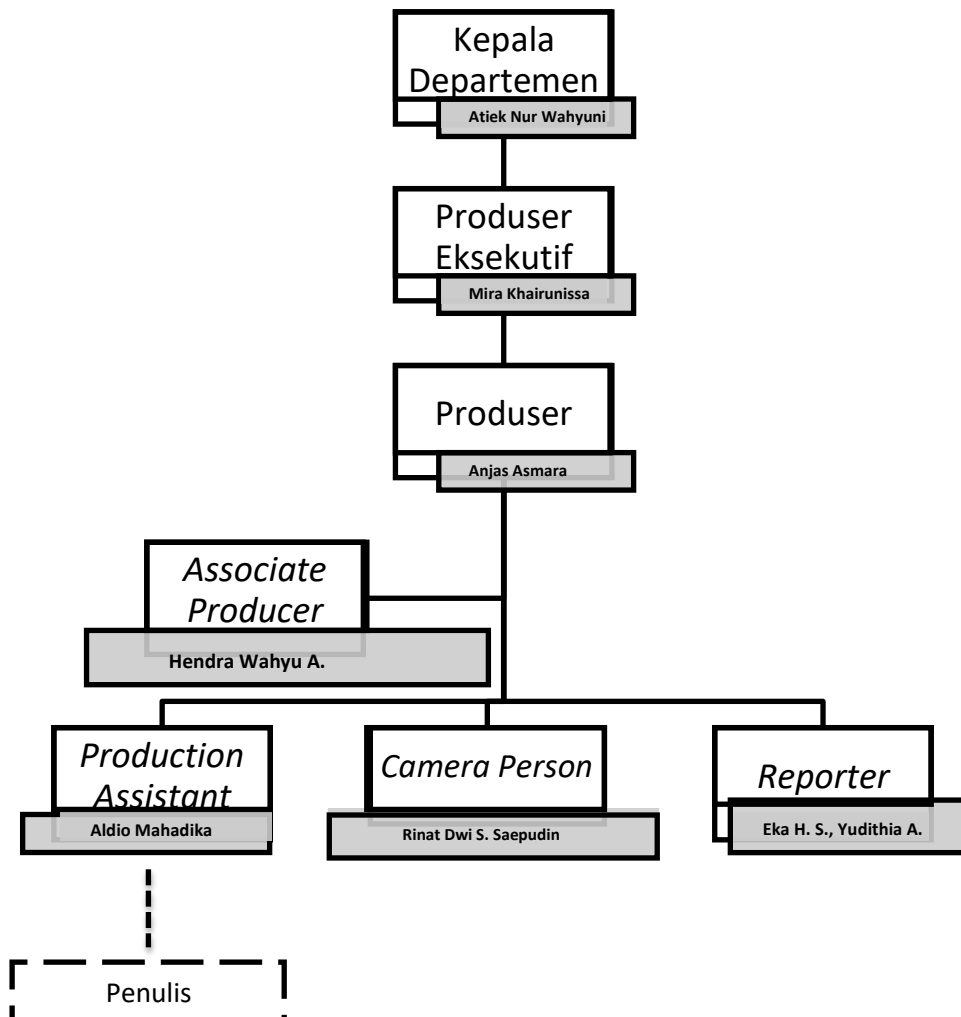 Kepala
Departemen
Atiek Nur Wahyuni
Produser
Eksekutif
Mira Khairunissa
Produser
Anjas Asmara
Associate
Producer
Hendra Wahyu A.
Production
Assistant
Aldio Mahadika
Camera Person
Rinat Dwi S. Saepudin
Reporter
Eka H. S., Yudithia A.
Penulis